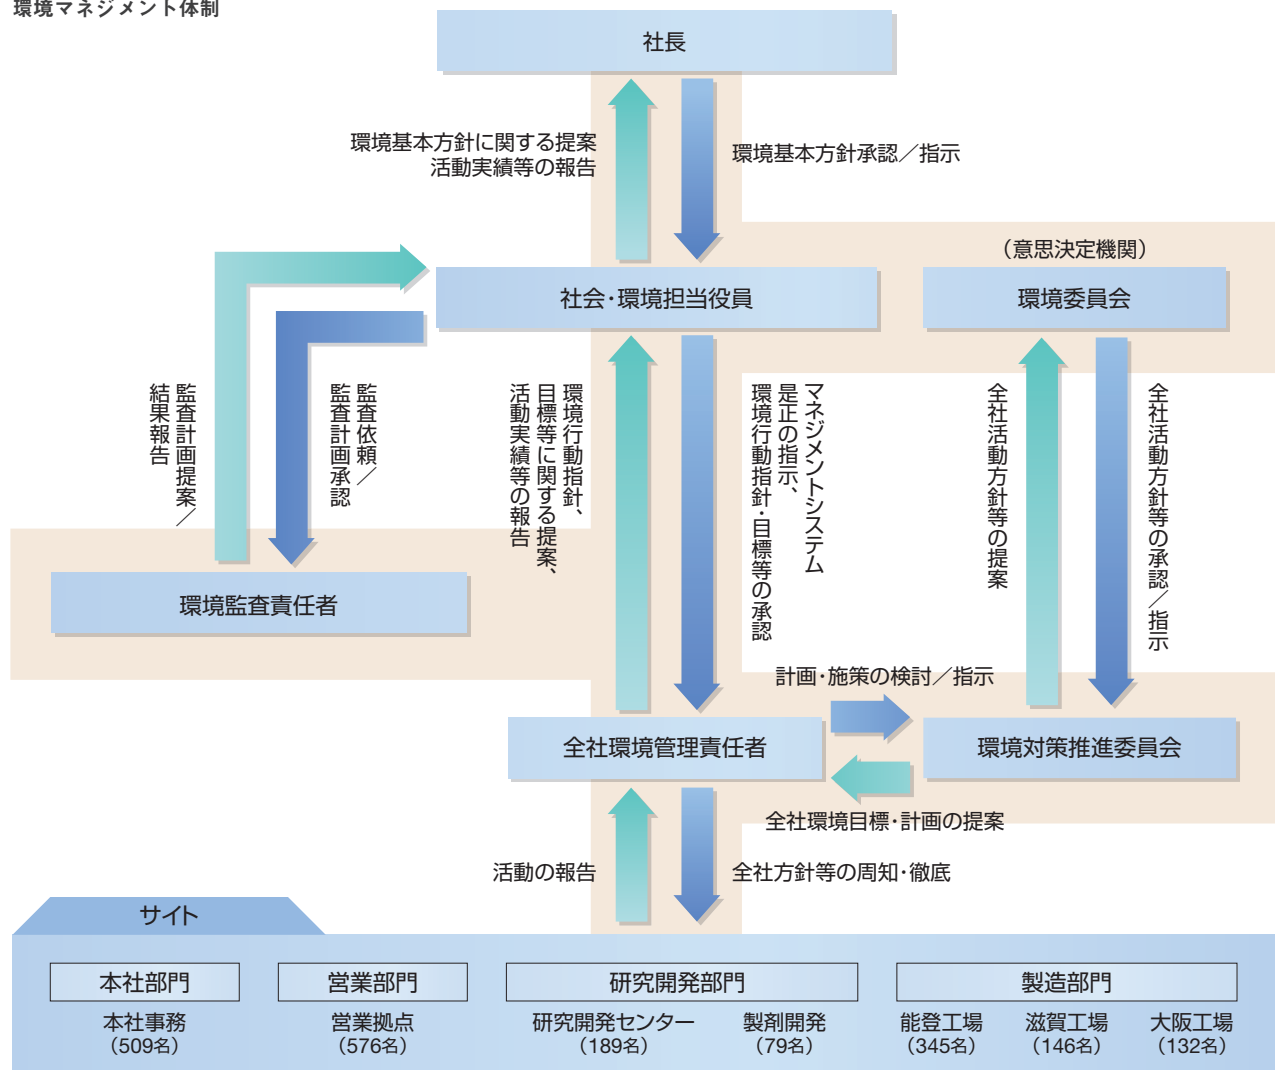 環境マネジメント体制
社長
環境基本方針に関する提案
活動実績等の報告
環境基本方針承認／指示
（意思決定機関）
社会・環境担当役員
環境委員会
監査計画提案／
結果報告
監査依頼／
監査計画承認
環境行動指針、
目標等に関する提案、
活動実績等の報告
マネジメントシステム
是正の指示、
環境行動指針・目標等の承認
全社活動方針等の提案
全社活動方針等の承認／指示
環境監査責任者
計画・施策の検討／指示
全社環境管理責任者
環境対策推進委員会
全社環境目標・計画の提案
活動の報告
全社方針等の周知・徹底
サイト
本社部門
本社事務
（509名）
営業部門
営業拠点
（576名）
研究開発部門
研究開発センター
（189名）
製剤開発
（79名）
製造部門
能登工場
（345名）
滋賀工場
（146名）
大阪工場
（132名）